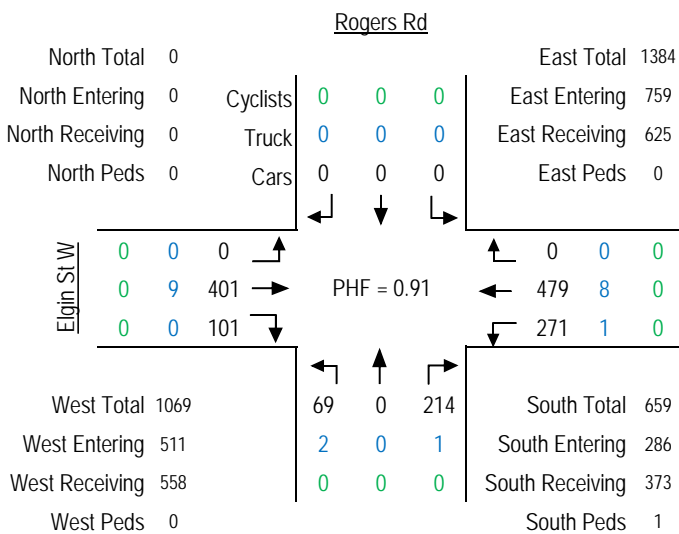 Rogers Rd
North Total 0 East Total 1384
North Entering 0 Cyclists 0 0 0 East Entering 759
North Receiving 0 Truck 0 0 0 East Receiving 625
North Peds 0 Cars 0 0 0 East Peds 0
Elgin St W
0 0 0 0 0 0
0 9 401 PHF = 0.91 479 8 0
0 0 101 271 1 0
West Total 1069 69 0 214 South Total 659
West Entering 511 2 0 1 South Entering 286
West Receiving 558 0 0 0 South Receiving 373
West Peds 0 South Peds 1